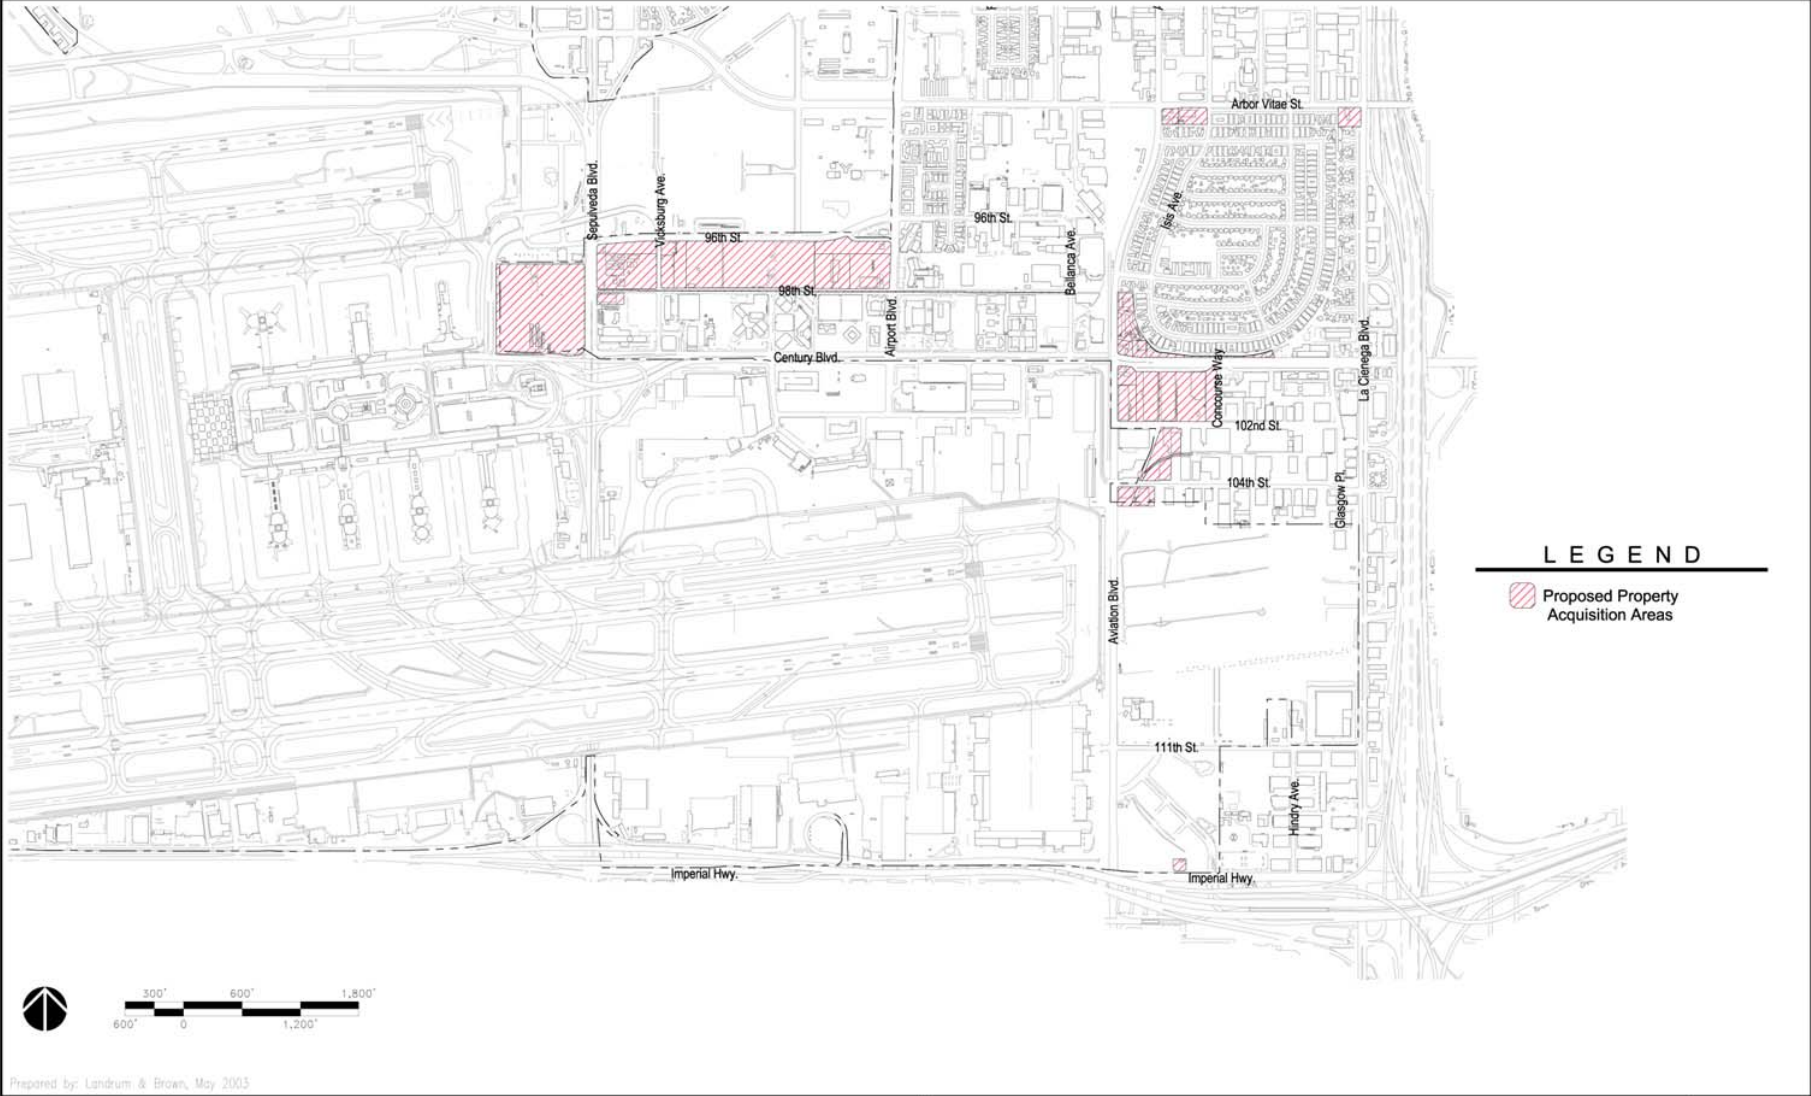 Arbor Vitae St.
Sepulveda Blvd.
Vicksburg Ave.
Isis Ave.
96th St.
96th St.
Bellanca Ave.
98th St.
Airport Blvd.
Century Blvd.
La Cienega Blvd.
Concourse Way
102nd St.
104th St.
Glasgow Pl.
LEGEND
Proposed Property
Acquisition Areas
Aviation Blvd.
111th St.
Hindry Ave.
Imperial Hwy.
Imperial Hwy.
300' 600' 1,800'
600' 0 1,200'
Prepared by: Landrum & Brown, May 2003